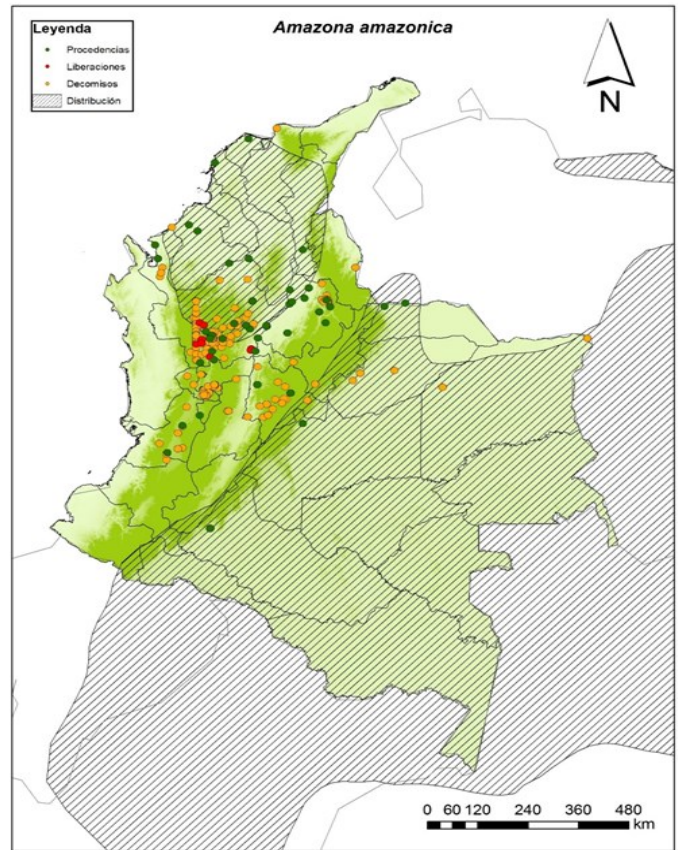 Leyenda
Procedencias
Liberaciones
Decomisos
Distribución
Amazona amazonica
N
0 60 120 240 360 480
km